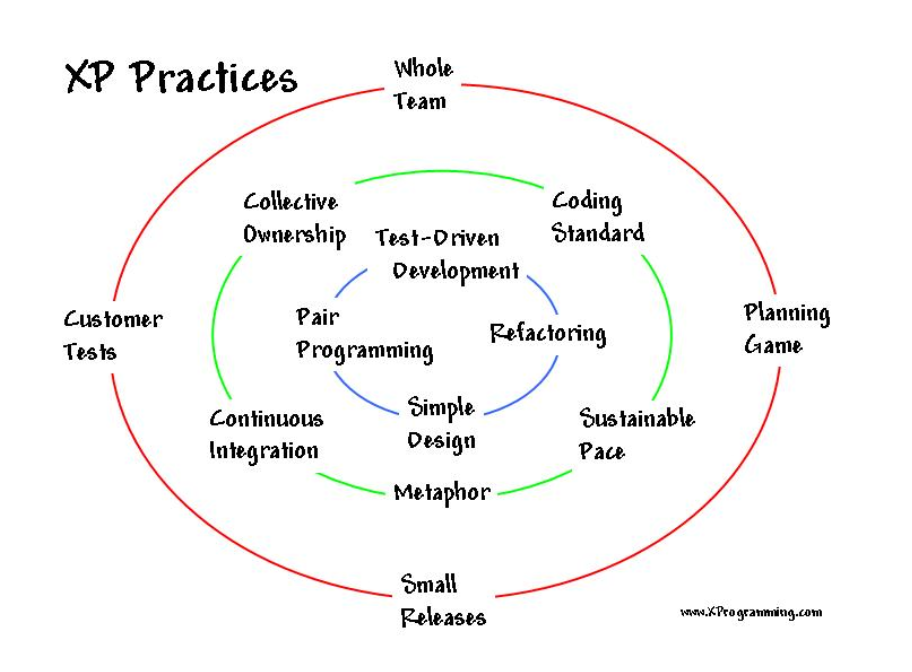 XP Practices
Whole
Team
Collective
Ownership
Coding
Standard
Test-Driven
Development
Customer
Tests
Pair
Programming
Refactoring
Planning
Game
Continuous
Integration
Simple
Design
Sustainable
Pace
Metaphor
Small
Releases
www.XProgramming.com